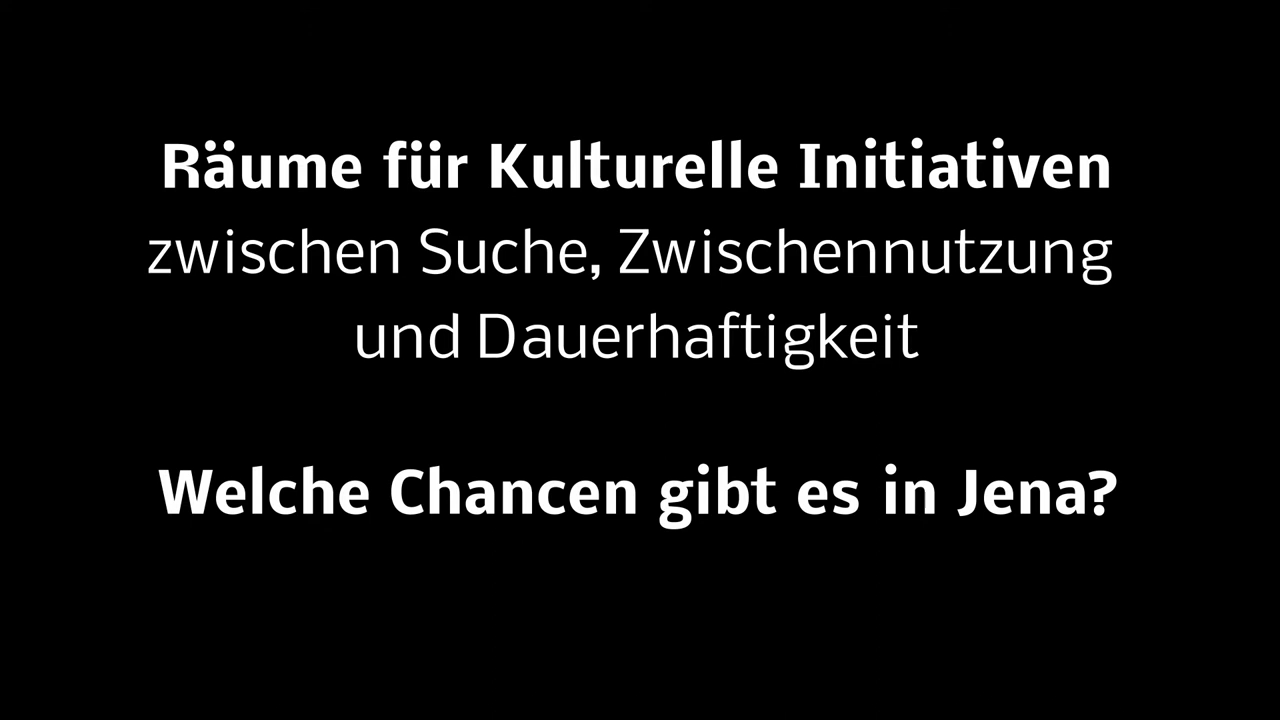 Räume für Kulturelle Initiativen
zwischen Suche, Zwischennutzung
und Dauerhaftigkeit
Welche Chancen gibt es in Jena?